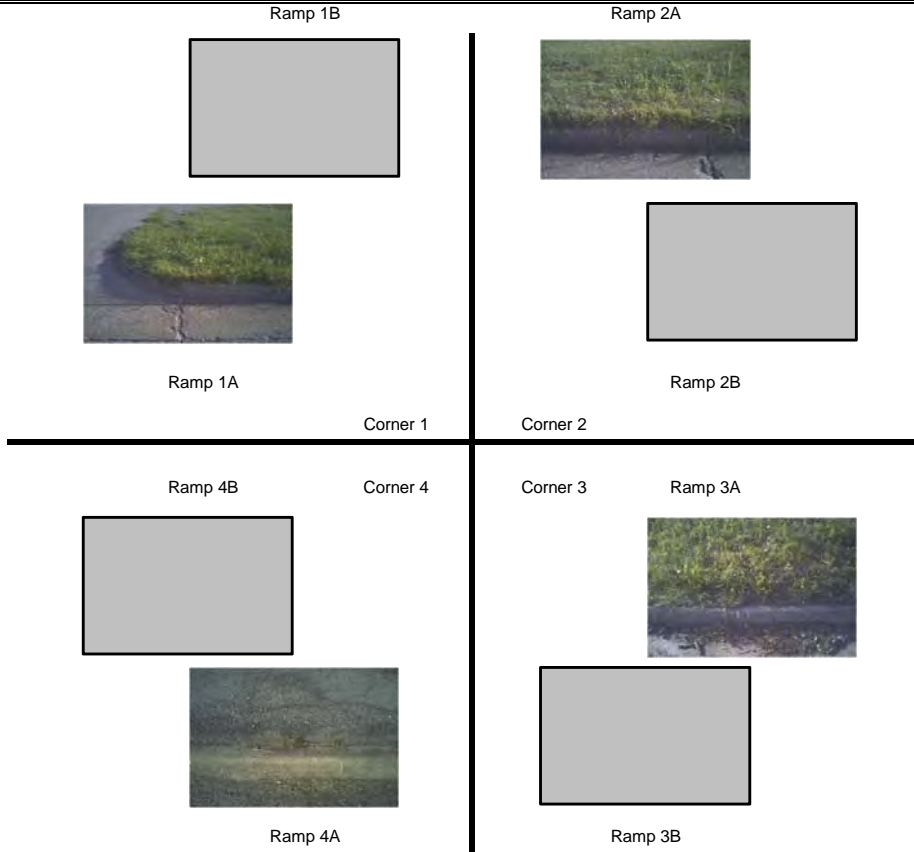 Ramp 1B
Ramp 2A
Ramp 1A
Ramp 2B
Corner 1
Corner 2
Ramp 4B
Corner 4
Corner 3
Ramp 3A
Ramp 4A
Ramp 3B